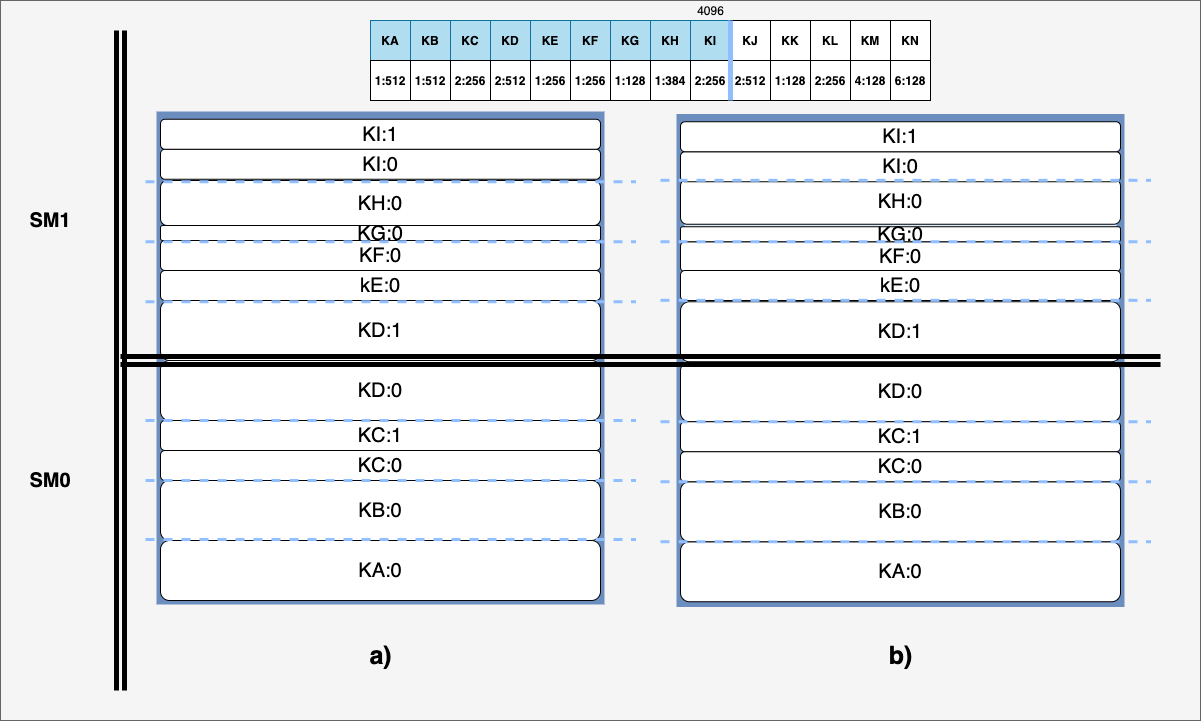 4096
KA KB KC KD KE KF KG KH KI KJ KK KL KM KN
1:512 1:512 2:256 2:512 1:256 1:256 1:128 1:384 2:256 2:512 1:128 2:256 4:128 6:128
KI:1 KI:1
KI:0 KI:0
KH:0 KH:0
SM1
KG:0 KG:0
KF:0 KF:0
kE:0 kE:0
KD:1 KD:1
KD:0 KD:0
KC:1 KC:1
KC:0 KC:0
SM0
KB:0 KB:0
KA:0 KA:0
a) b)